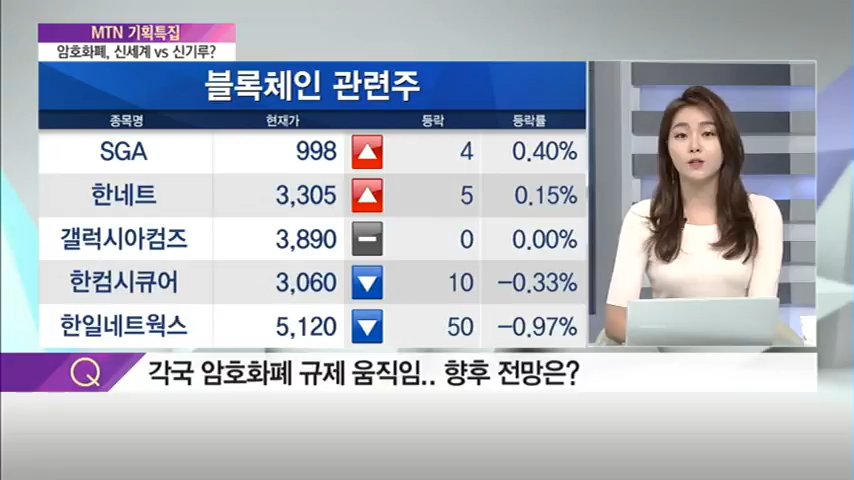 MTN 기획특집
암호화폐, 신세계 vs 신기루?
블록체인 관련주
종목명 현재가 등락 등락률
SGA 998 4 0.40%
한네트 3,305 5 0.15%
갤럭시아컴즈 3,890 0 0.00%
한컴시큐어 3,060 10 -0.33%
한일네트웍스 5,120 50 -0.97%
Q 각국 암호화폐 규제 움직임.. 향후 전망은?